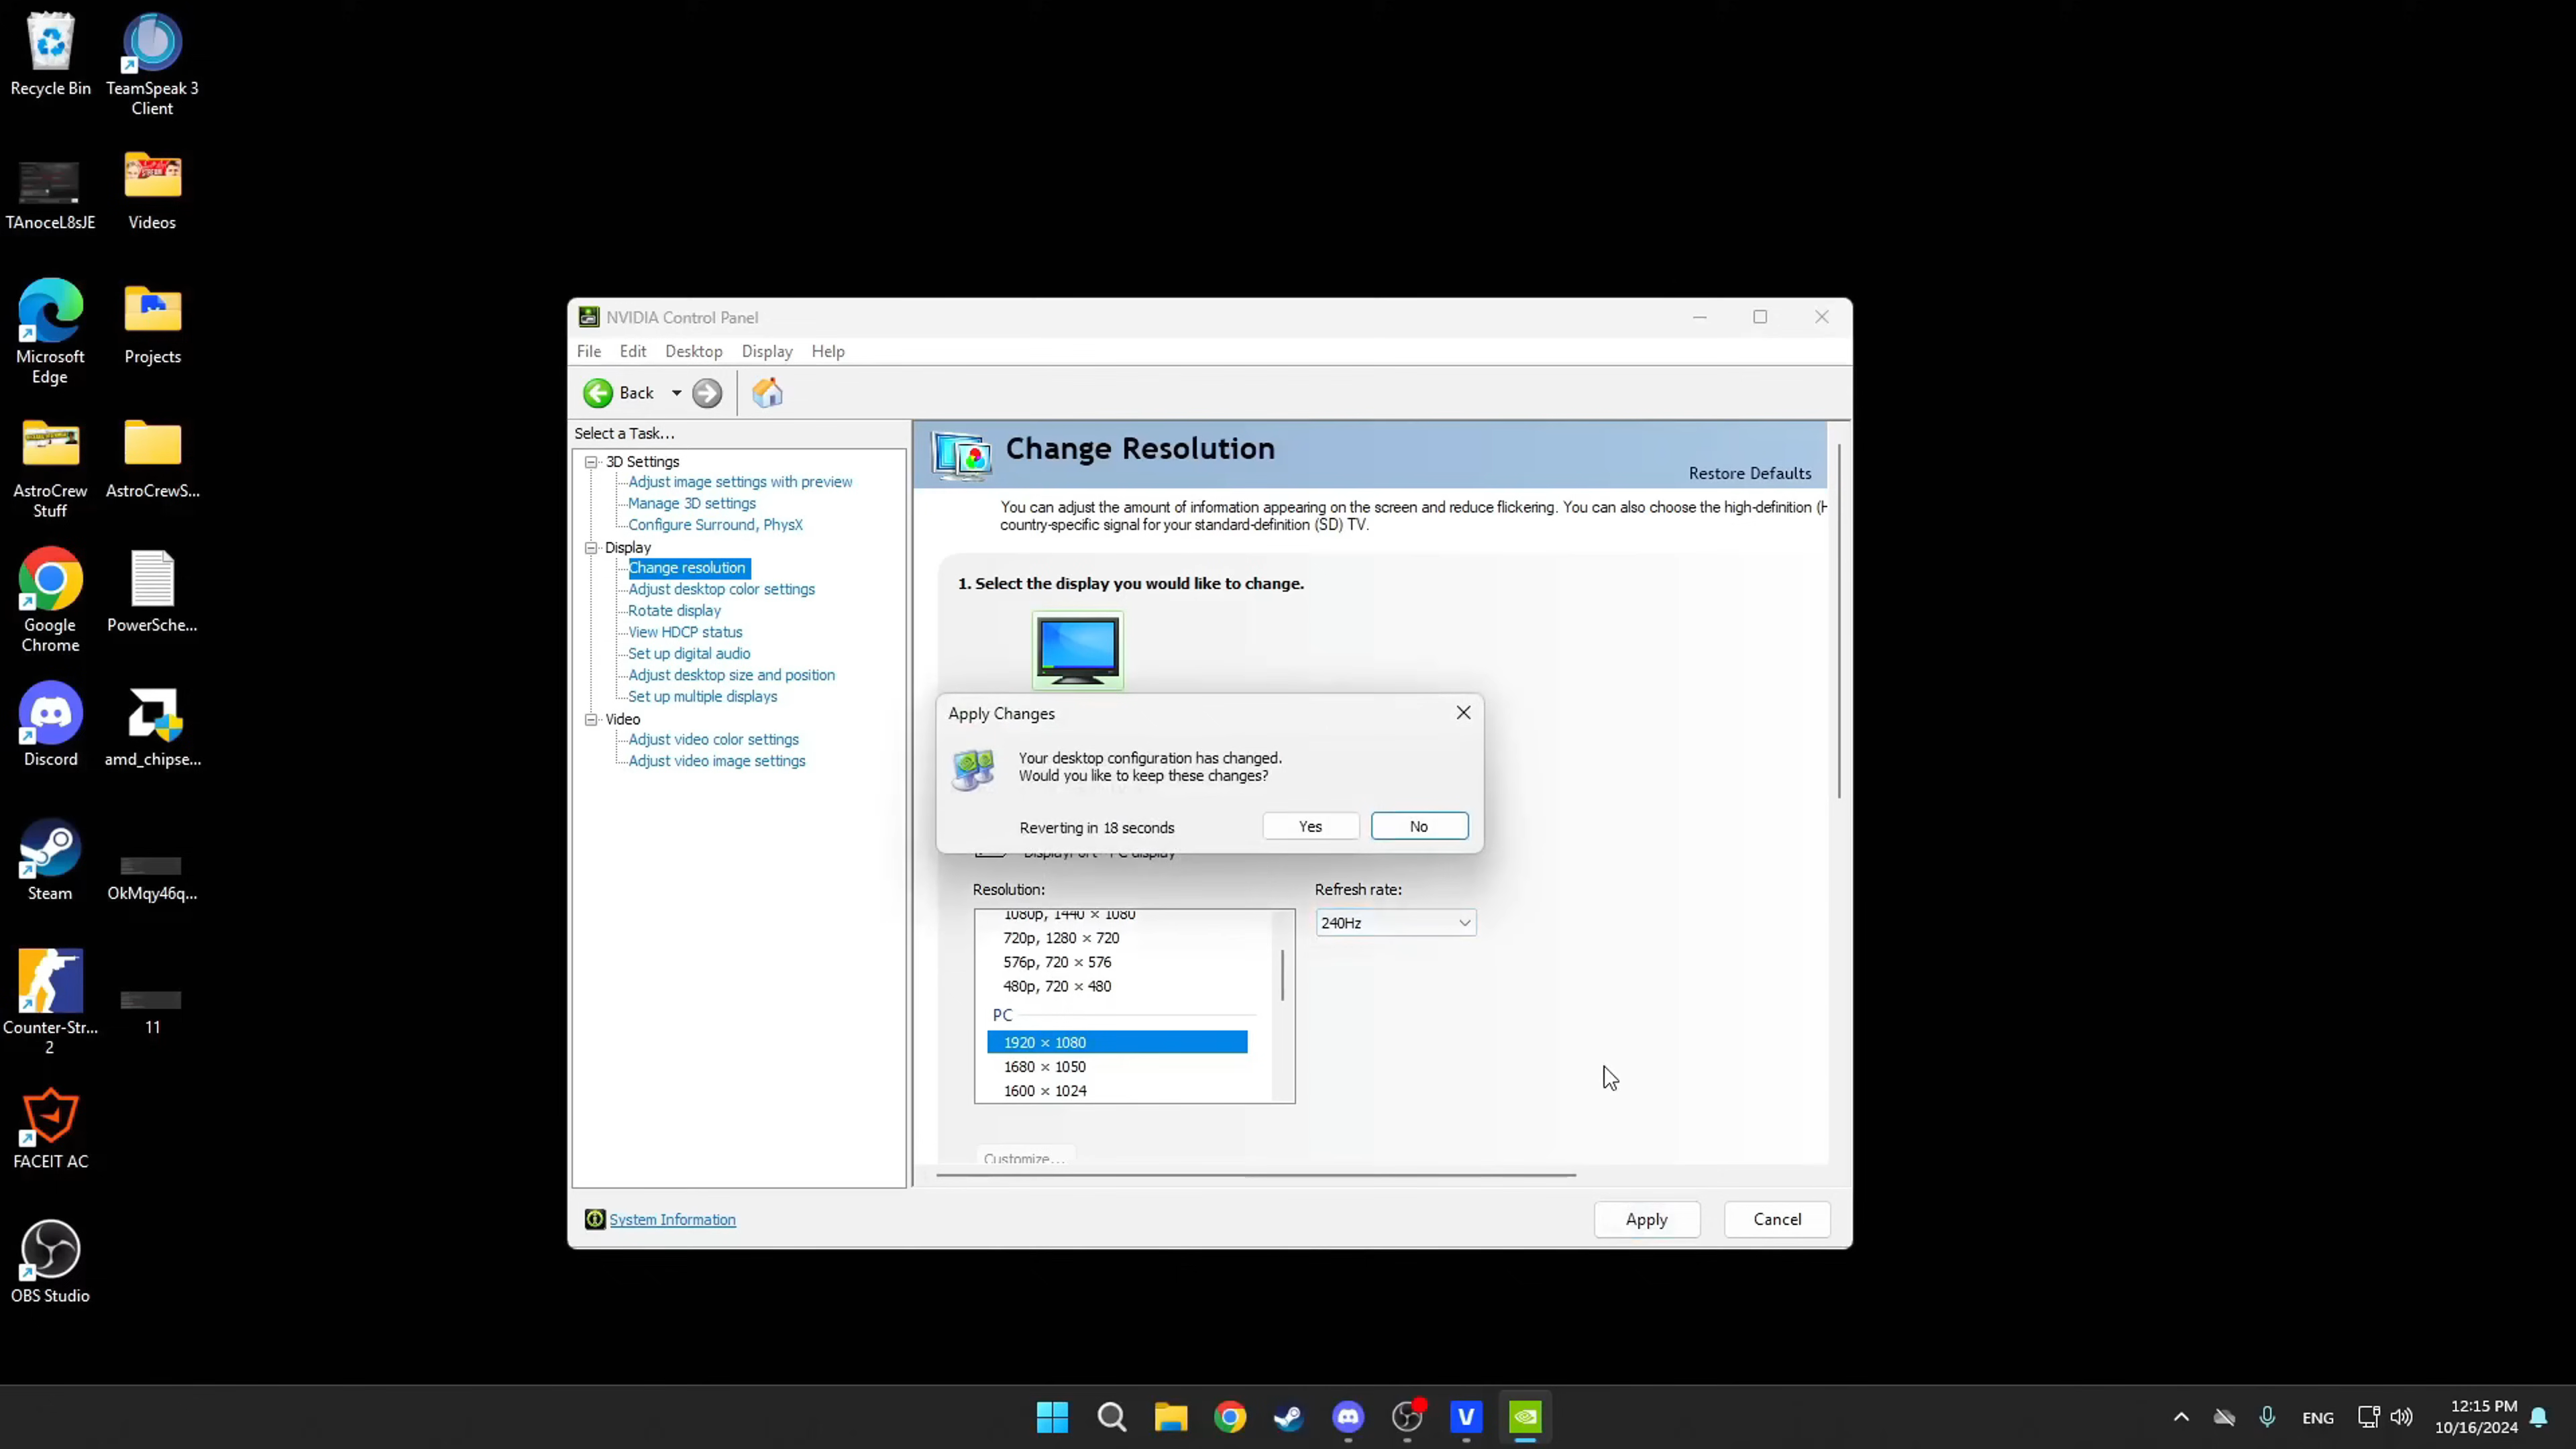 Recycle Bin
TeamSpeak 3
Client
TAnoceL8sJE
Videos
Microsoft
Edge
Projects
AstroCrew
Stuff
AstroCrewS...
Google
Chrome
PowerSche...
Discord
amd_chipse...
Steam
OkMqy46q...
Counter-Str...
2
11
FACEIT AC
OBS Studio
NVIDIA Control Panel
File Edit Desktop Display Help
Back
Select a Task...
3D Settings
Adjust image settings with preview
Manage 3D settings
Configure Surround, PhysX
Display
Change resolution
Adjust desktop color settings
Rotate display
View HDCP status
Set up digital audio
Adjust desktop size and position
Set up multiple displays
Video
Adjust video color settings
Adjust video image settings
System Information
Change Resolution
Restore Defaults
You can adjust the amount of information appearing on the screen and reduce flickering. You can also choose the high-definition (H
country-specific signal for your standard-definition (SD) TV.
1. Select the display you would like to change.
Apply Changes
Your desktop configuration has changed.
Would you like to keep these changes?
Reverting in 18 seconds
Yes
No
DisplayPort - PC display
Resolution:
Refresh rate:
1080p, 1440 × 1080
720p, 1280 × 720
576p, 720 × 576
480p, 720 × 480
PC
1920 × 1080
1680 × 1050
1600 × 1024
240Hz
Customize...
Apply
Cancel
V
ENG
12:15 PM
10/16/2024